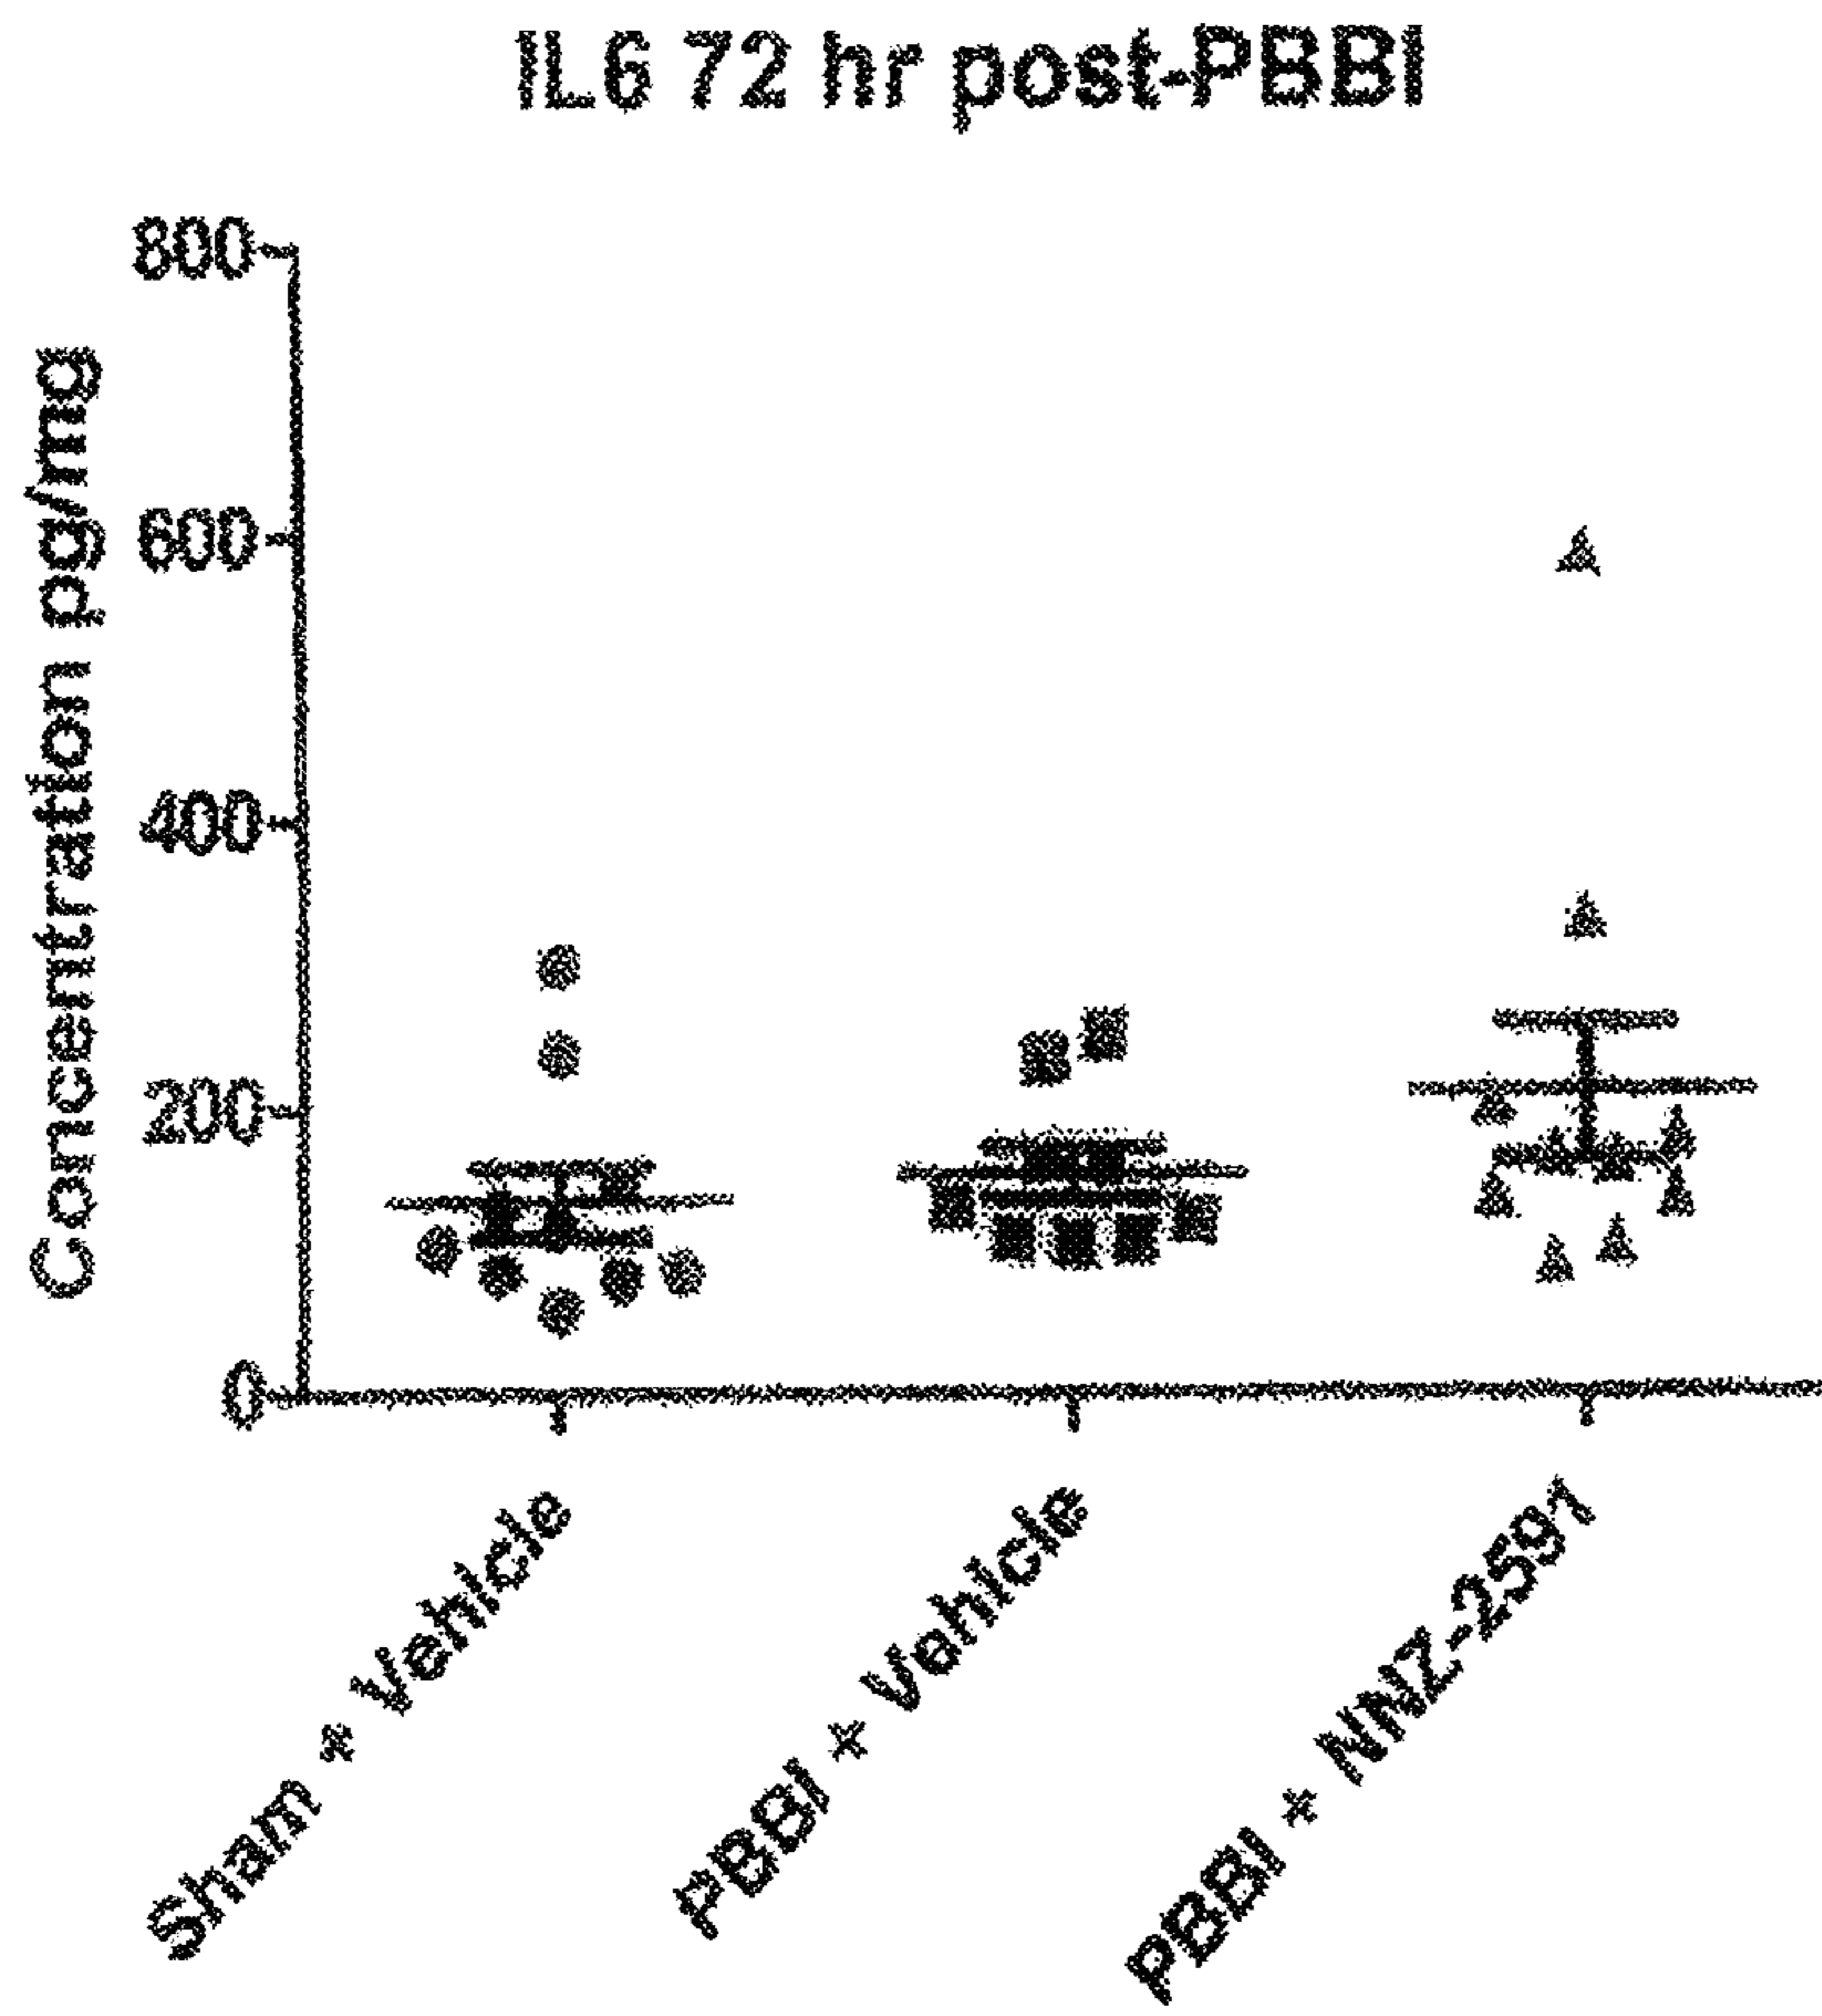 IL6 72 hr post-PBBI
Concentration pg/mg
800
600
400
200
0
Sham + Vehicle
PBBI + Vehicle
PBBI + NNZ-2591